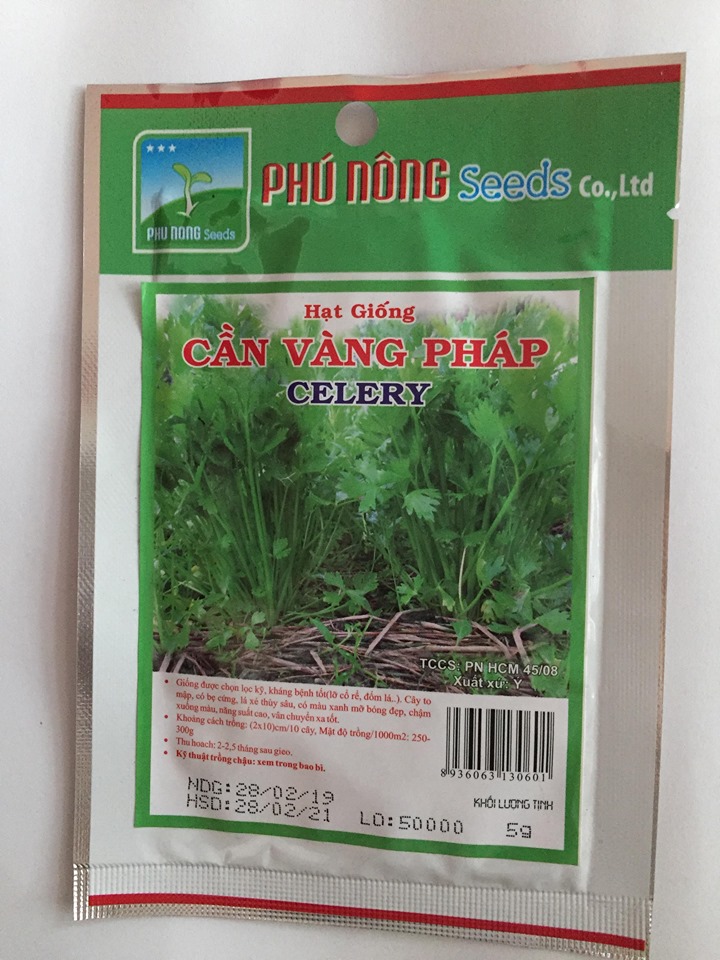 PHÚ NÔNG Seeds Co.,Ltd
PHU NONG Seeds
Hạt Giống
CẦN VÀNG PHÁP
CELERY
TCCS: PN HCM 45/08
Xuất xứ: Ý
• Giống được chọn lọc kỹ, kháng bệnh tốt(lở cổ rễ, đốm lá..). Cây to
mập, có bẹ cứng, lá xẻ thùy sâu, có màu xanh mỡ bóng đẹp, chậm
xuống màu, năng suất cao, vân chuyển xa tốt.
• Khoảng cách trồng: (2x10)cm/10 cây, Mật độ trồng/1000m2: 250-
300g
• Thu hoach: 2-2,5 tháng sau gieo.
• Kỹ thuật trồng chậu: xem trong bao bì.
8 936063 130601
NDG:28/02/19
HSD:28/02/21
LO:50000
KHỐI LƯỢNG TỊNH
5g